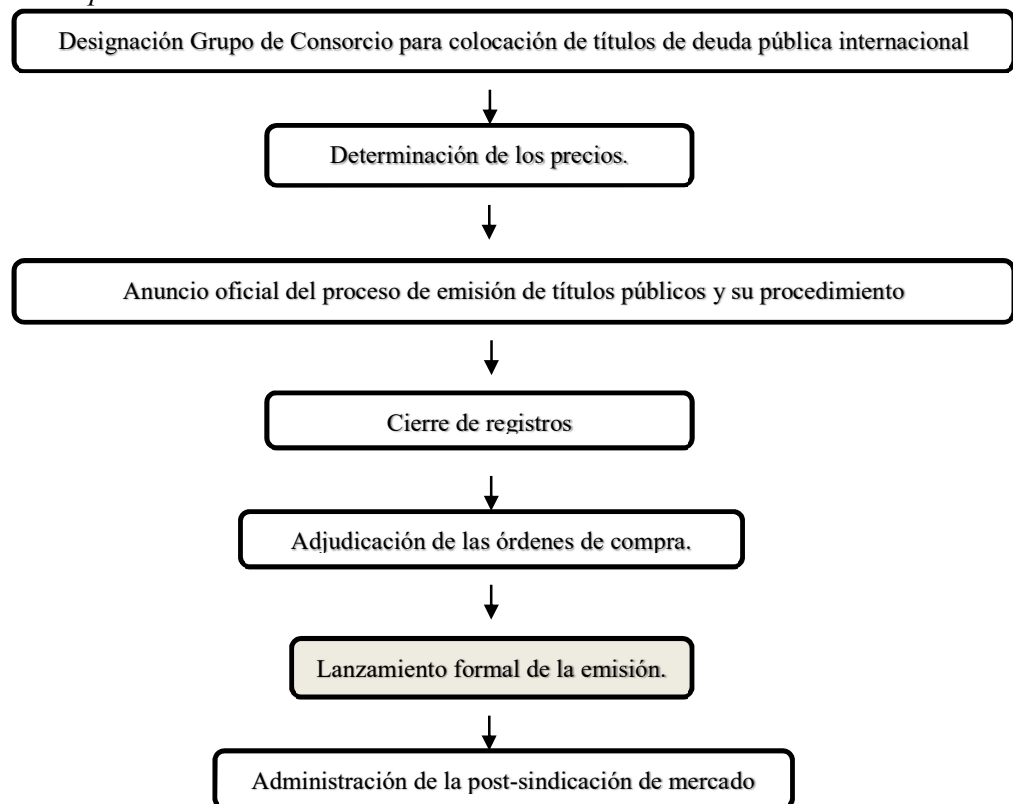 Designación Grupo de Consorcio para colocación de títulos de deuda pública internacional
Determinación de los precios.
Anuncio oficial del proceso de emisión de títulos públicos y su procedimiento
Cierre de registros
Adjudicación de las órdenes de compra.
Lanzamiento formal de la emisión.
Administración de la post-sindicación de mercado